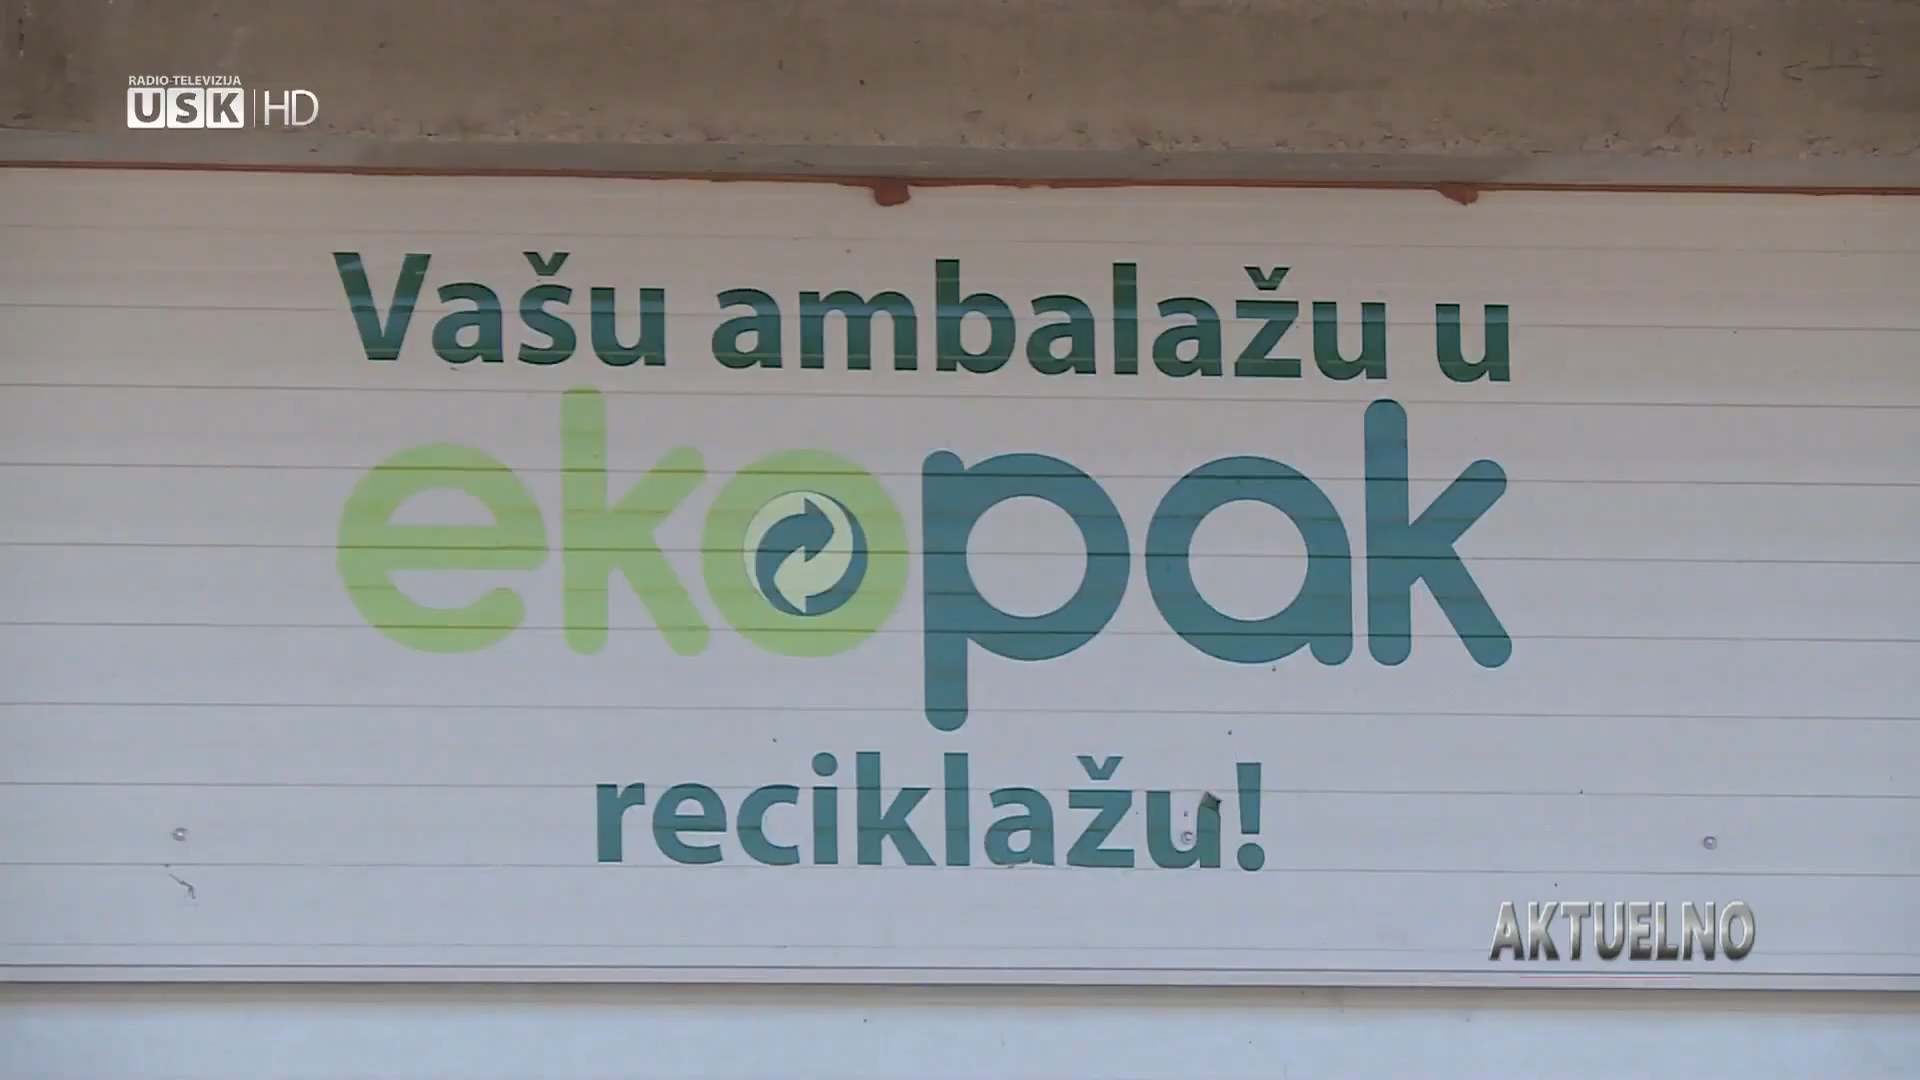 RADIO-TELEVIZIJA
USK HD
Vašu ambalažu u
ekopak
reciklažu!
AKTUELNO